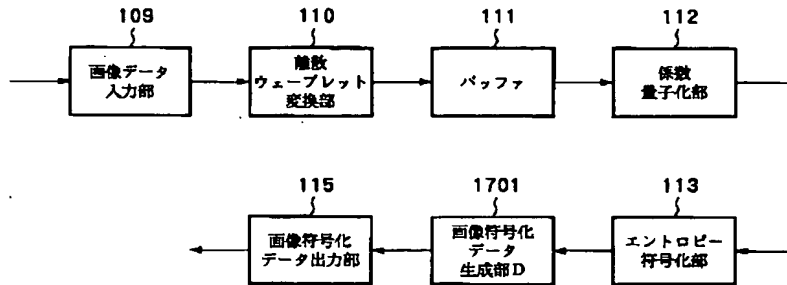 109
110
111
112
画像データ
入力部
離散
ウェーブレット
変換部
バッファ
係数
量子化部
115
1701
113
画像符号化
データ出力部
画像符号化
データ
生成部D
エントロピー
符号化部